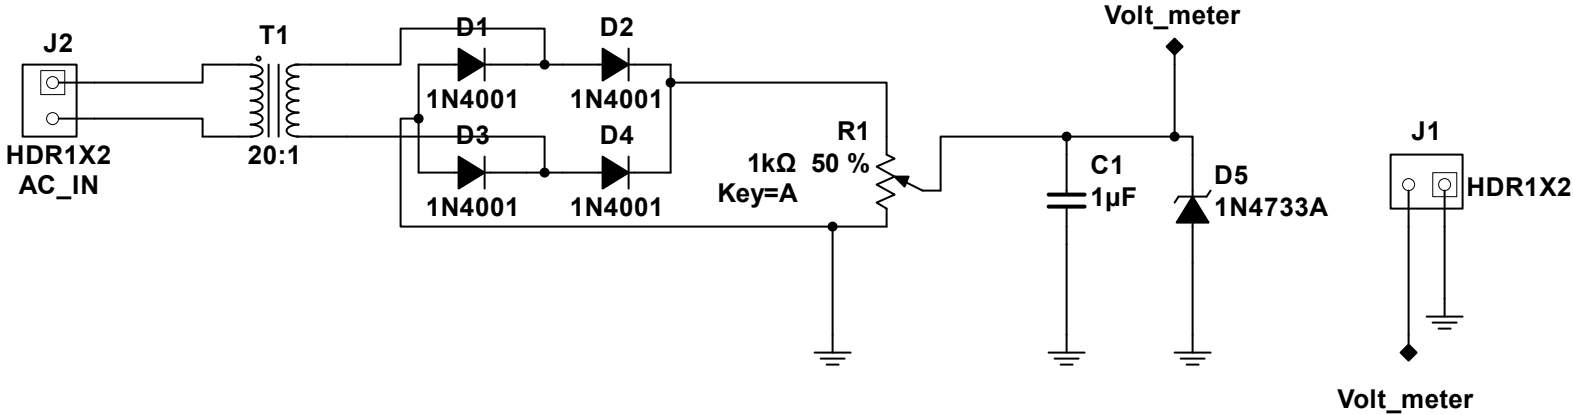 Volt_meter
J2
T1
D1
D2
1N4001
1N4001
HDR1X2
AC_IN
20:1
D3
D4
1N4001
1N4001
R1
1kΩ 50 %
Key=A
C1
1µF
D5
1N4733A
J1
HDR1X2
Volt_meter